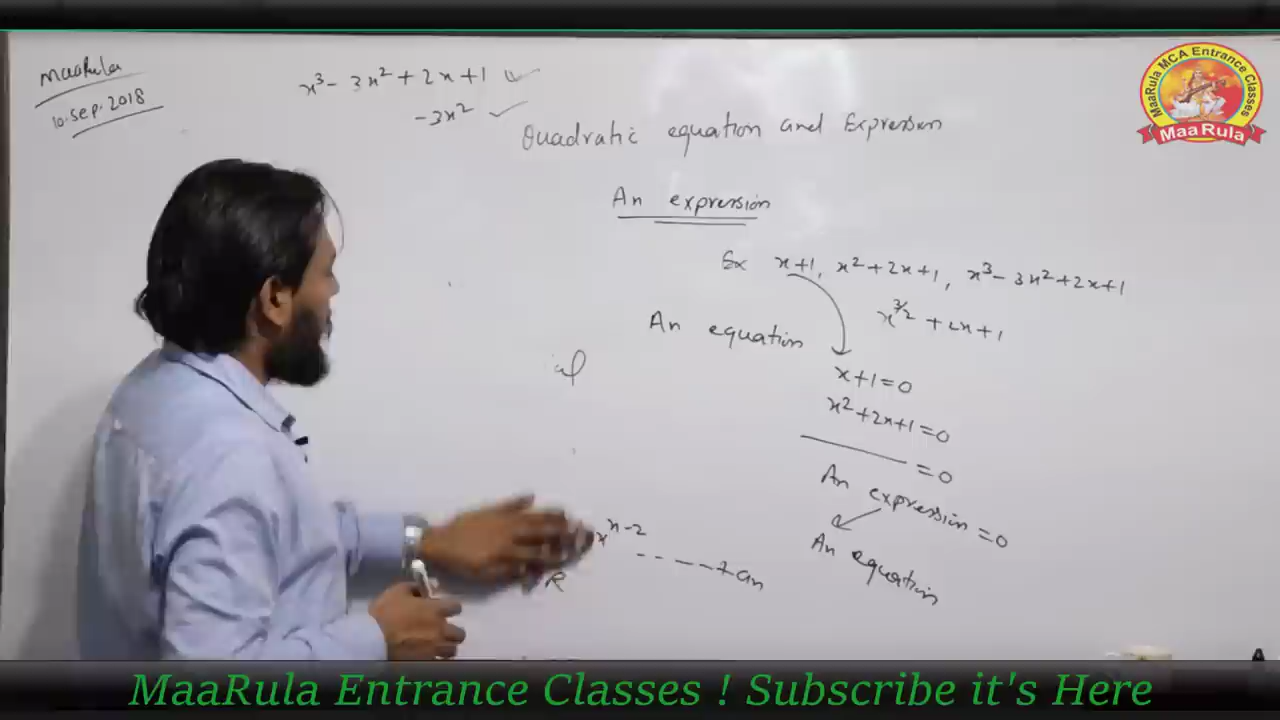 MaaRula
10.Sep.2018
x³ - 3x² + 2x + 1 ✓
-3x² ✓
Quadratic equation and Expression
An expression
Ex x+1, x²+2x+1, x³-3x²+2x+1
x^3/2 + 2x + 1
An equation
x+1=0
x²+2x+1=0
=0
An expression = 0
An equation
x^n-2 ----+an
MaaRula MCA Entrance Classes
MaaRula
MaaRula Entrance Classes ! Subscribe it's Here